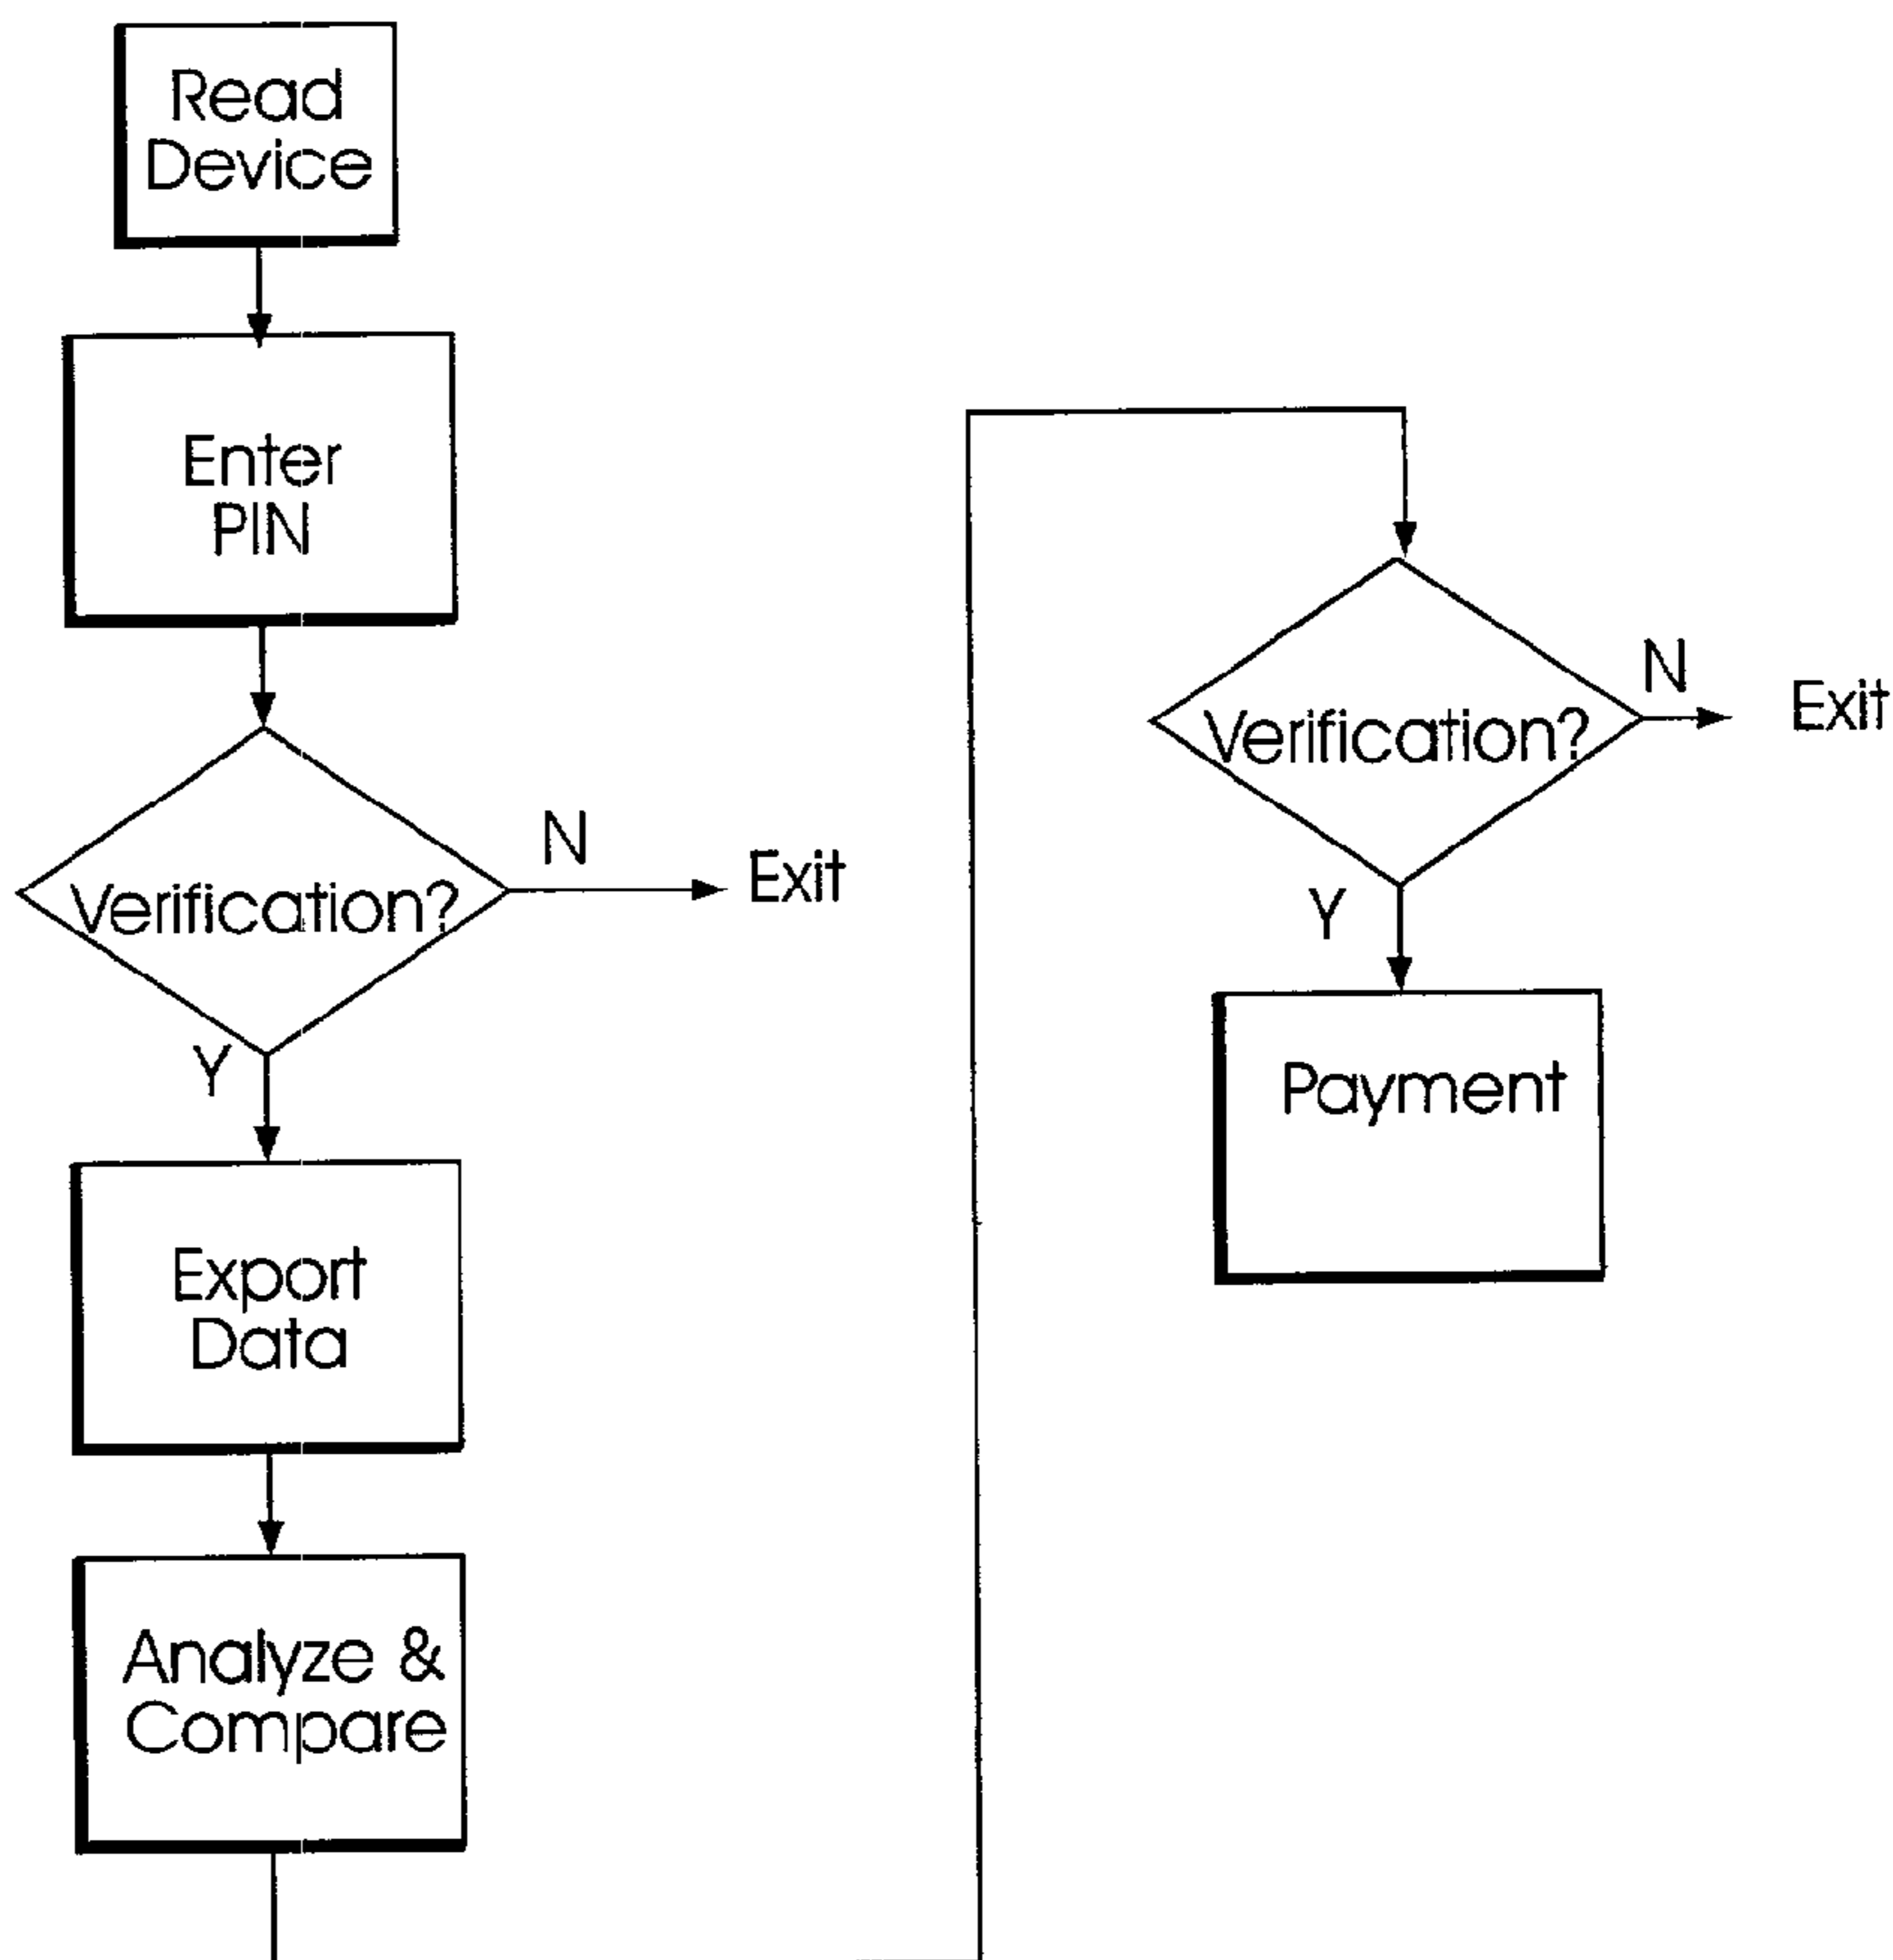 Read
Device
Enter
PIN
Verification?
N
Exit
Y
Export
Data
Analyze &
Compare
Verification?
N
Exit
Y
Payment